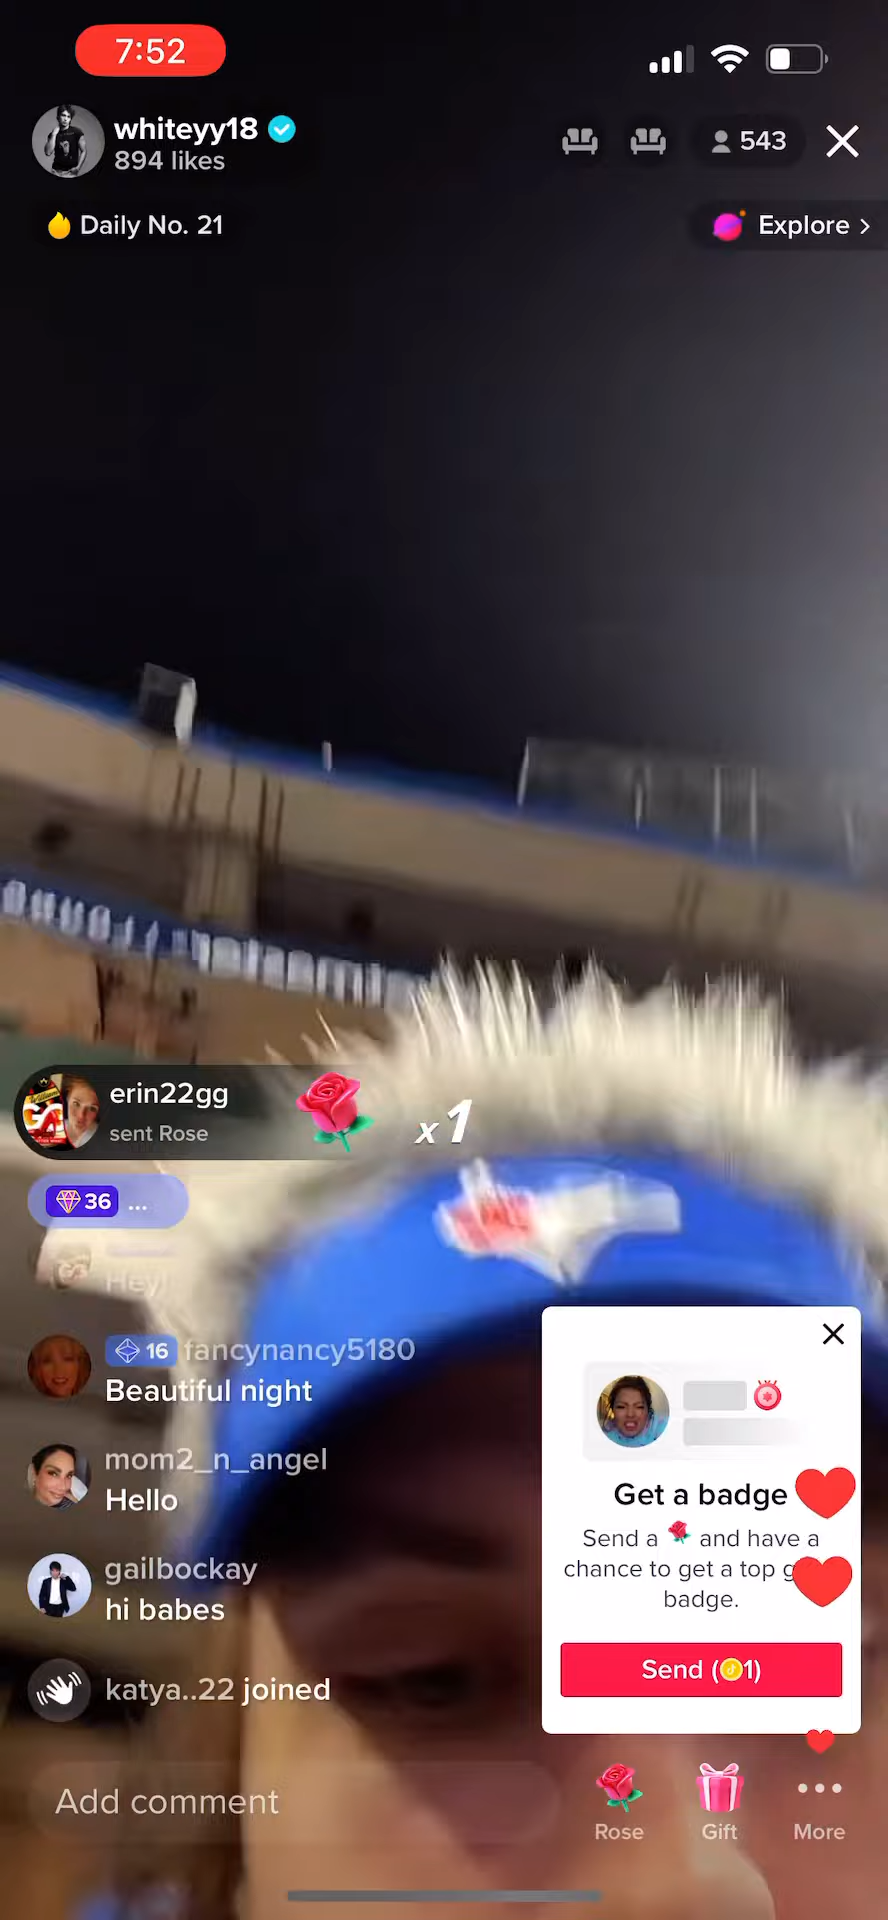 7:52
whiteyy18
894 likes
543
Daily No. 21
Explore >
erin22gg
sent Rose
x1
36 ...
Hey!
16 fancynancy5180
Beautiful night
mom2_n_angel
Hello
gailbockay
hi babes
katya..22 joined
Get a badge
Send a and have a
chance to get a top g
badge.
Send (1)
Add comment
Rose
Gift
More